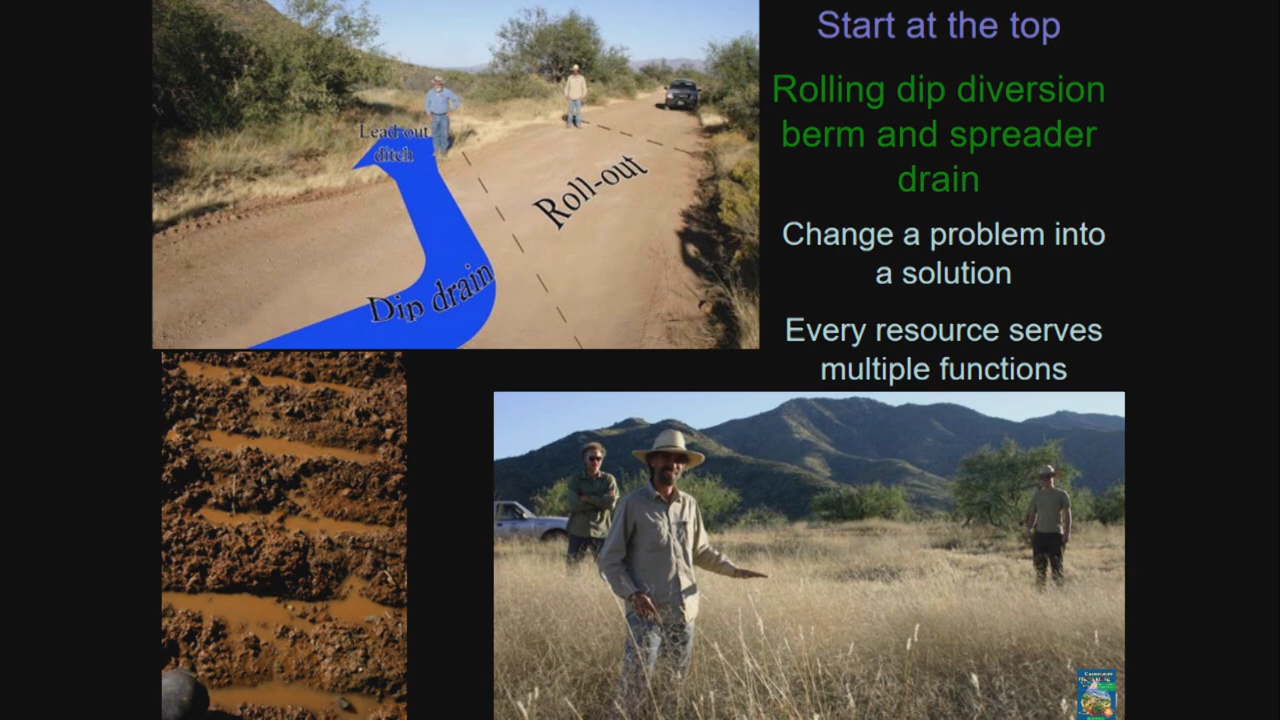 Start at the top
Rolling dip diversion
berm and spreader
drain
Change a problem into
a solution
Every resource serves
multiple functions
Lead-out
ditch
Roll-out
Dip drain